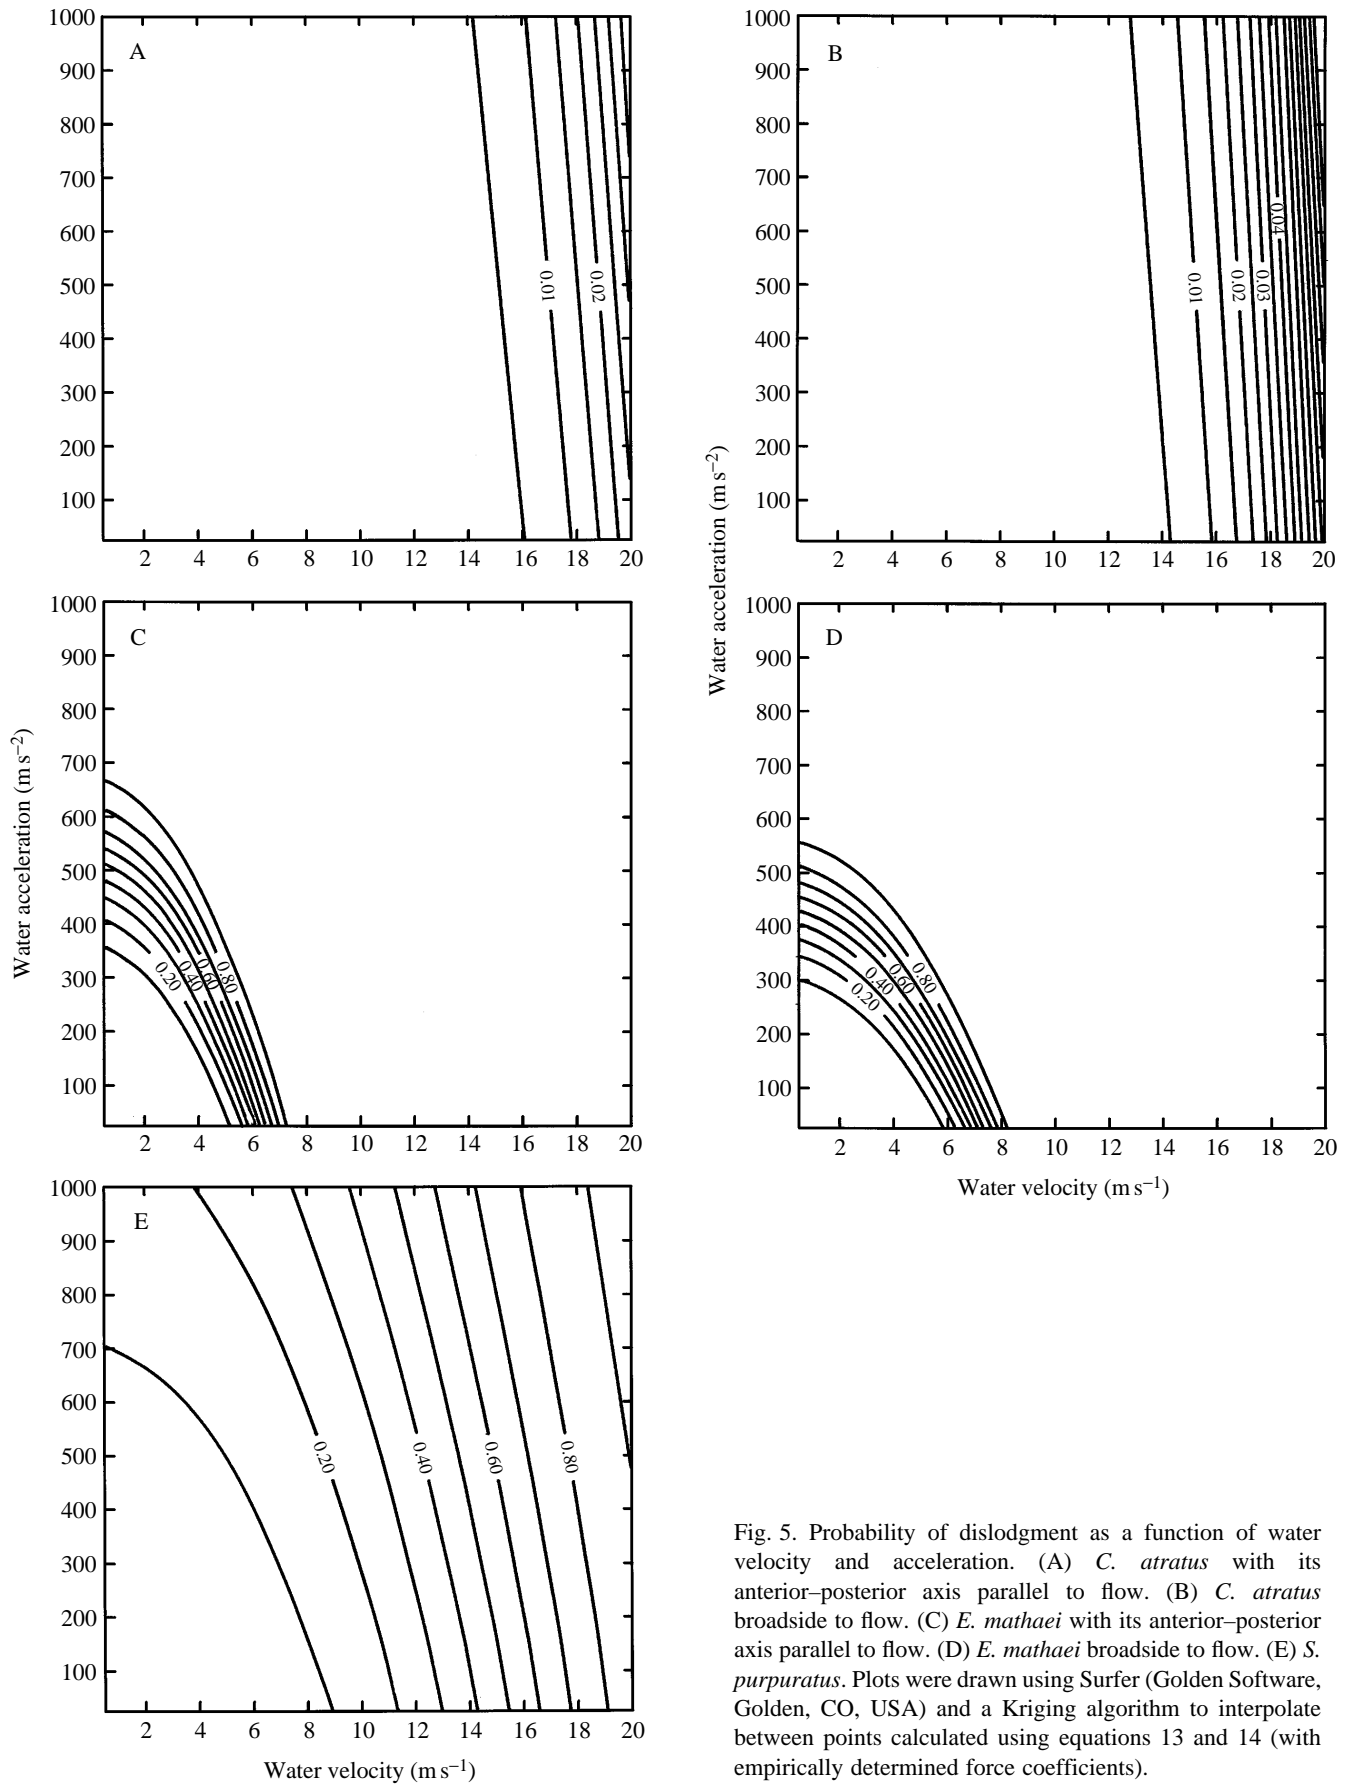 A
1000
900
800
700
600
500
400
300
200
100
0.01
0.02
2 4 6 8 10 12 14 16 18 20
B
1000
900
800
700
600
500
400
300
200
100
0.01
0.02
0.03
0.04
2 4 6 8 10 12 14 16 18 20
Water acceleration (m s−2)
C
1000
900
800
700
600
500
400
300
200
100
0.20
0.40
0.60
0.80
2 4 6 8 10 12 14 16 18 20
Water acceleration (m s−2)
D
1000
900
800
700
600
500
400
300
200
100
0.20
0.40
0.60
0.80
2 4 6 8 10 12 14 16 18 20
Water velocity (m s−1)
E
1000
900
800
700
600
500
400
300
200
100
0.20
0.40
0.60
0.80
2 4 6 8 10 12 14 16 18 20
Water velocity (m s−1)
Fig. 5. Probability of dislodgment as a function of water
velocity and acceleration. (A) C. atratus with its
anterior–posterior axis parallel to flow. (B) C. atratus
broadside to flow. (C) E. mathaei with its anterior–posterior
axis parallel to flow. (D) E. mathaei broadside to flow. (E) S.
purpuratus. Plots were drawn using Surfer (Golden Software,
Golden, CO, USA) and a Kriging algorithm to interpolate
between points calculated using equations 13 and 14 (with
empirically determined force coefficients).